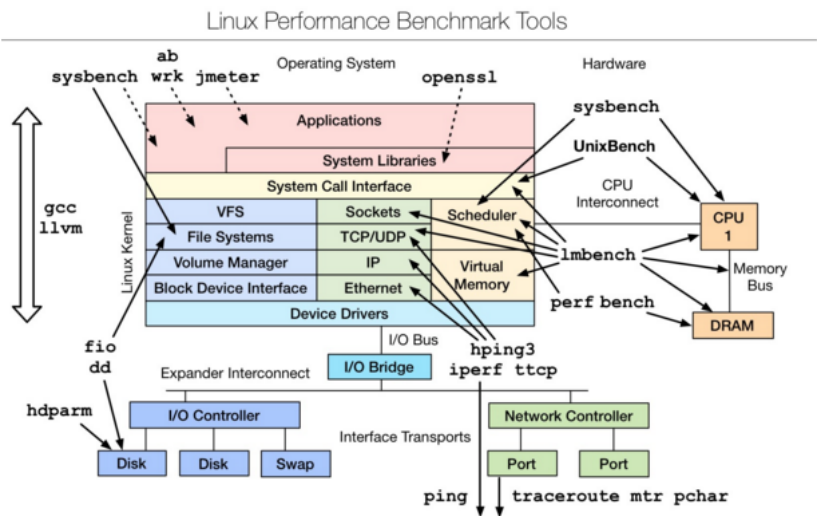 Linux Performance Benchmark Tools
ab
sysbench wrk jmeter
Operating System
openssl
Hardware
sysbench
Applications
UnixBench
System Libraries
System Call Interface
CPU
Interconnect
gcc
llvm
Linux Kernel
VFS
Sockets
Scheduler
CPU
1
File Systems
TCP/UDP
lmbench
Volume Manager
IP
Virtual
Memory
Memory
Bus
Block Device Interface
Ethernet
perf bench
Device Drivers
DRAM
I/O Bus
fio
dd
hping3
iperf ttcp
I/O Bridge
Expander Interconnect
hdparm
I/O Controller
Network Controller
Interface Transports
Disk
Disk
Swap
Port
Port
ping
traceroute mtr pchar